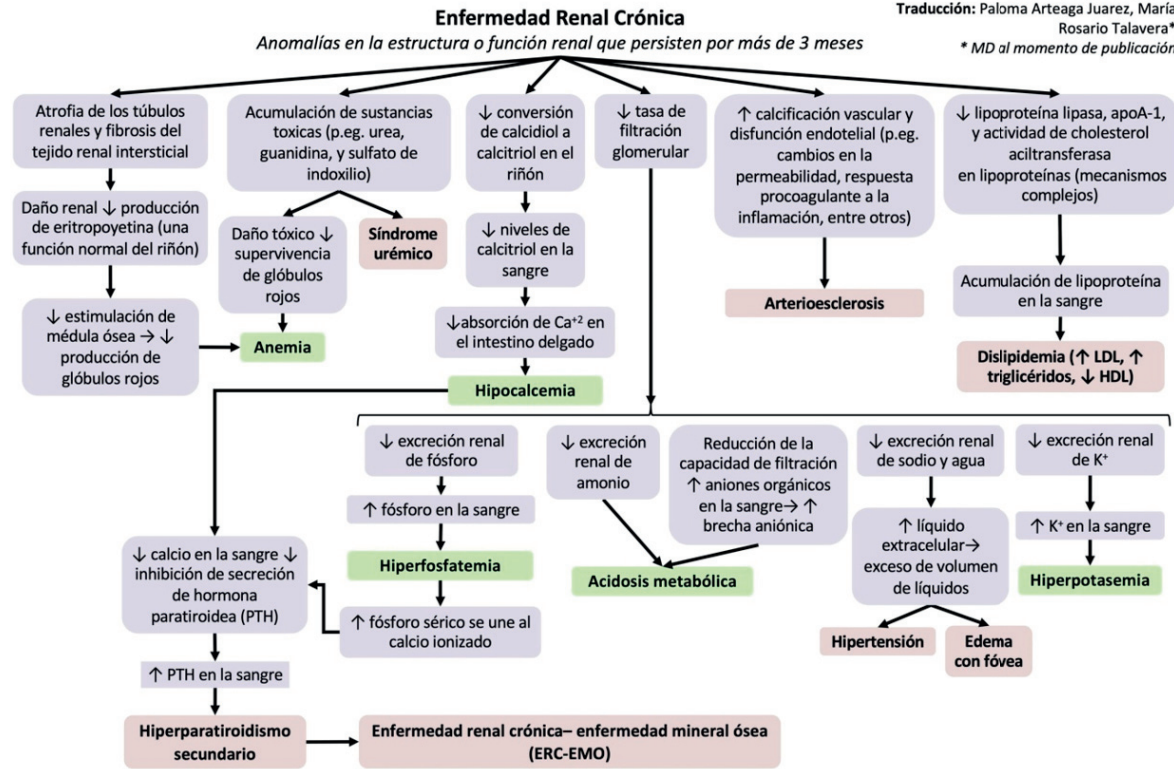 Enfermedad Renal Crónica
Anomalías en la estructura o función renal que persisten por más de 3 meses
Traducción: Paloma Arteaga Juarez, María
Rosario Talavera*
* MD al momento de publicación
Atrofia de los túbulos
renales y fibrosis del
tejido renal intersticial
Daño renal ↓ producción
de eritropoyetina (una
función normal del riñón)
↓ estimulación de
médula ósea → ↓
producción de
glóbulos rojos
Acumulación de sustancias
toxicas (p.eg. urea,
guanidina, y sulfato de
indoxilio)
Daño tóxico ↓
supervivencia
de glóbulos
rojos
Síndrome
urémico
Anemia
↓
conversión
de calcidiol a
calcitriol en el
riñón
↓ niveles de
calcitriol en la
sangre
↓absorción de Ca⁺² en
el intestino delgado
Hipocalcemia
↓ tasa de
filtración
glomerular
↑ calcificación vascular y
disfunción endotelial (p.eg.
cambios en la
permeabilidad, respuesta
procoagulante a la
inflamación, entre otros)
Arterioesclerosis
↓ lipoproteína lipasa, apoA-1,
y actividad de cholesterol
aciltransferasa
en lipoproteínas (mecanismos
complejos)
Acumulación de lipoproteína
en la sangre
Dislipidemia (↑ LDL, ↑
triglicéridos, ↓ HDL)
↓ excreción renal
de fósforo
↑ fósforo en la sangre
Hiperfosfatemia
↑ fósforo sérico se une al
calcio ionizado
↓ calcio en la sangre ↓
inhibición de secreción
de hormona
paratiroidea (PTH)
↑ PTH en la sangre
Hiperparatiroidismo
secundario
Enfermedad renal crónica– enfermedad mineral ósea
(ERC-EMO)
↓ excreción
renal de
amonio
Reducción de la
capacidad de filtración
↑ aniones orgánicos
en la sangre→ ↑
brecha aniónica
Acidosis metabólica
↓ excreción renal
de sodio y agua
↑ líquido
extracelular→
exceso de volumen
de líquidos
Hipertensión
Edema
con fóvea
↓ excreción renal
de K⁺
↑ K⁺ en la sangre
Hiperpotasemia